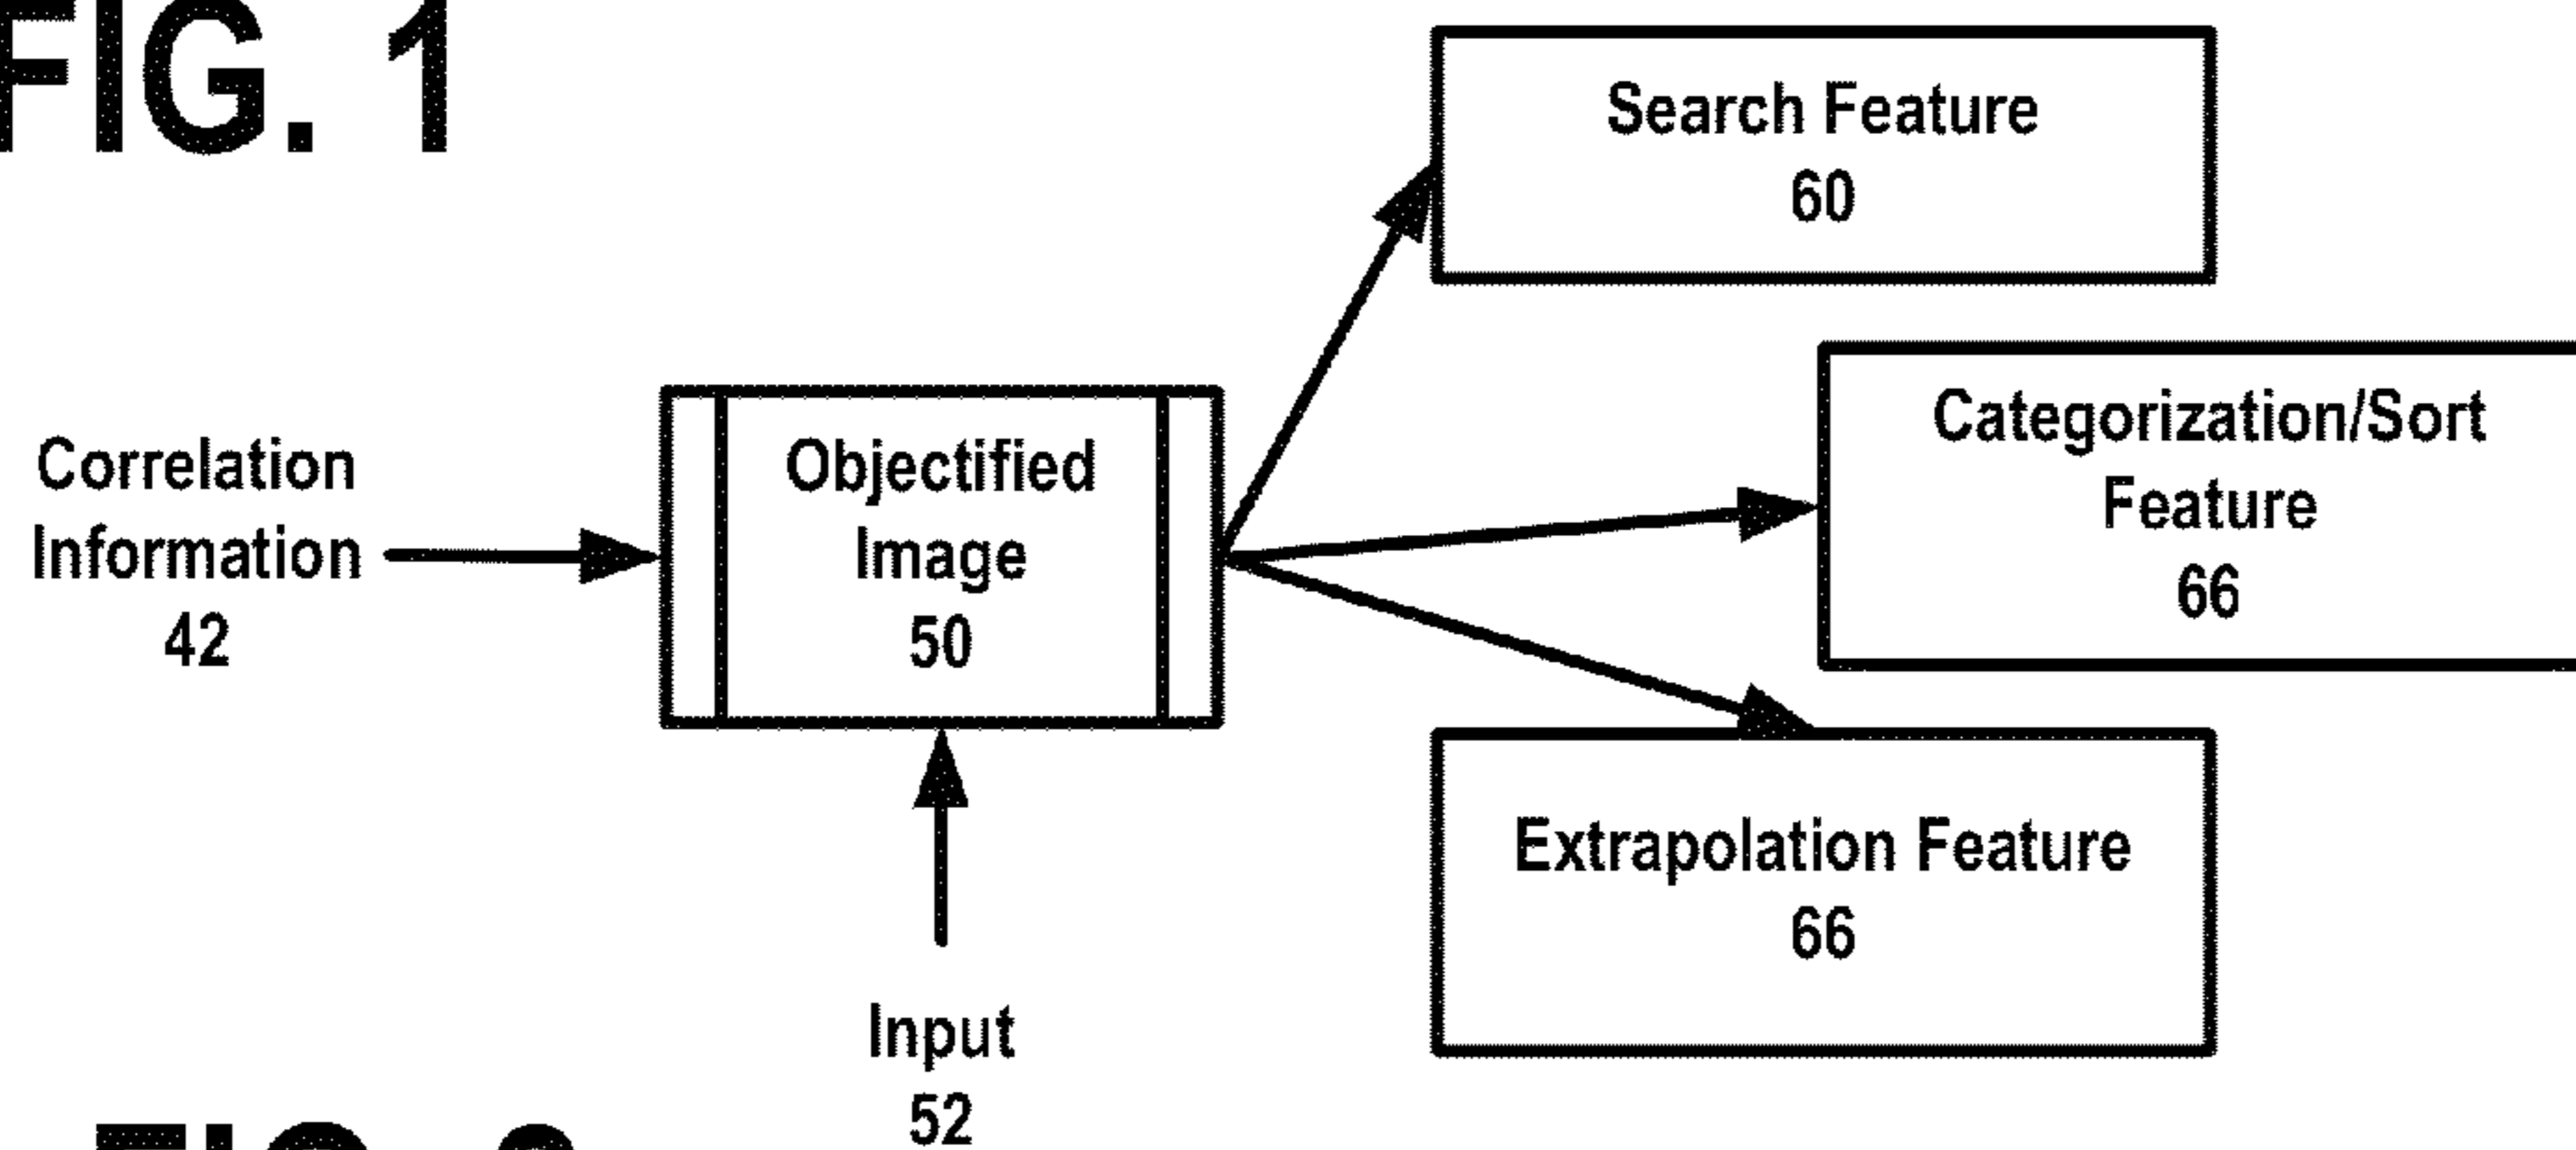 FIG. 1
Search Feature
60
Categorization/Sort
Feature
66
Correlation
Information
42
Objectified
Image
50
Extrapolation Feature
66
Input
52